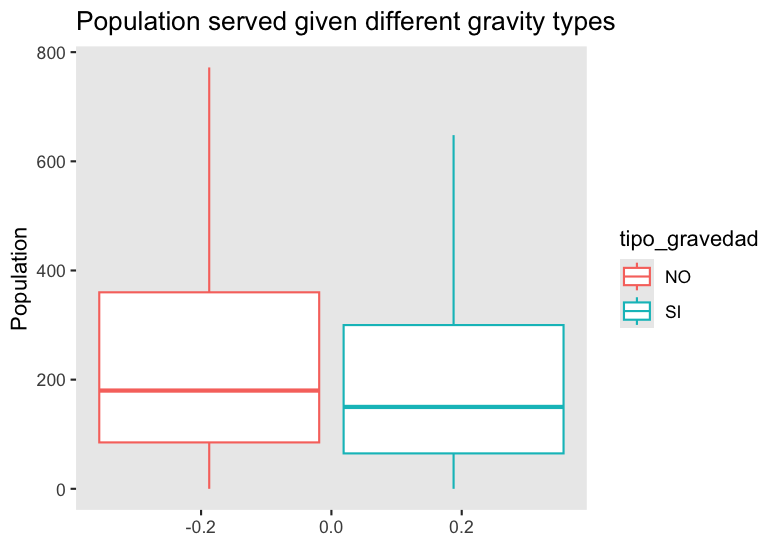 Population served given different gravity types
800
600
400
200
0
Population
-0.2
0.0
0.2
tipo_gravedad
NO
SI